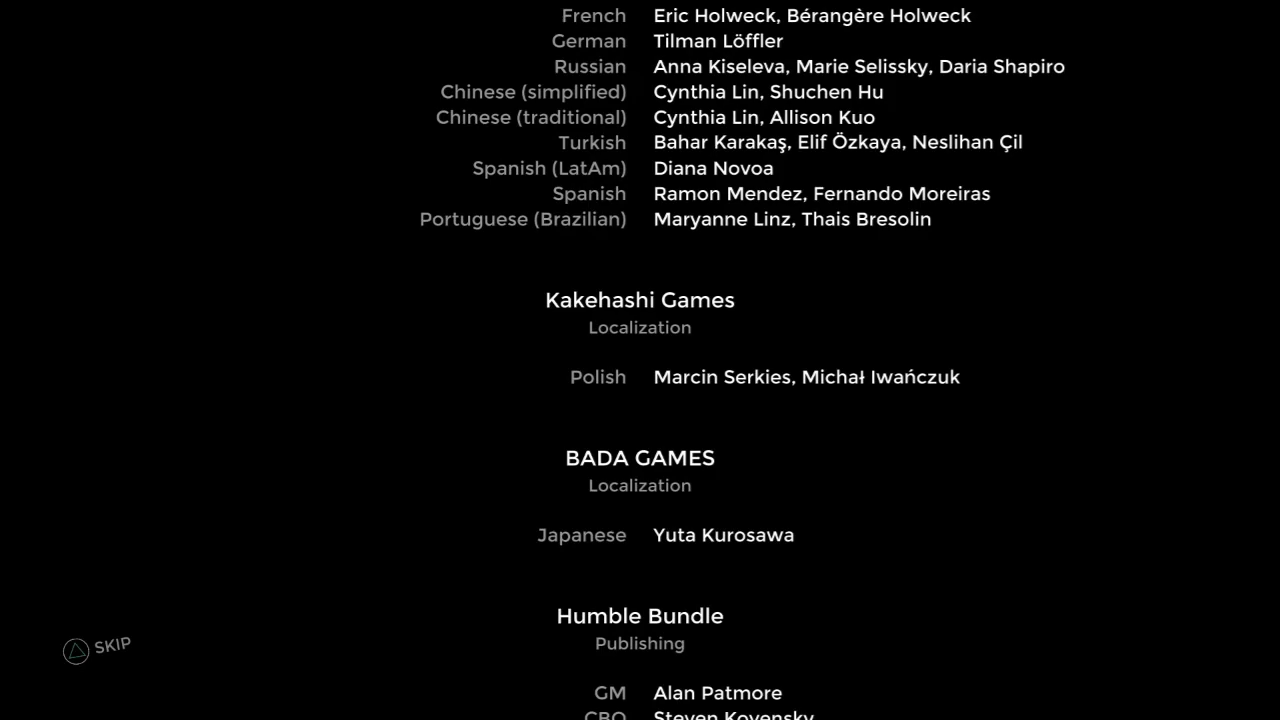 French Eric Holweck, Bérangère Holweck
German Tilman Löffler
Russian Anna Kiseleva, Marie Selissky, Daria Shapiro
Chinese (simplified) Cynthia Lin, Shuchen Hu
Chinese (traditional) Cynthia Lin, Allison Kuo
Turkish Bahar Karakaş, Elif Özkaya, Neslihan Çil
Spanish (LatAm) Diana Novoa
Spanish Ramon Mendez, Fernando Moreiras
Portuguese (Brazilian) Maryanne Linz, Thais Bresolin
Kakehashi Games
Localization
Polish Marcin Serkies, Michał Iwańczuk
BADA GAMES
Localization
Japanese Yuta Kurosawa
Humble Bundle
Publishing
SKIP
GM Alan Patmore
CBO Steven Kovensky